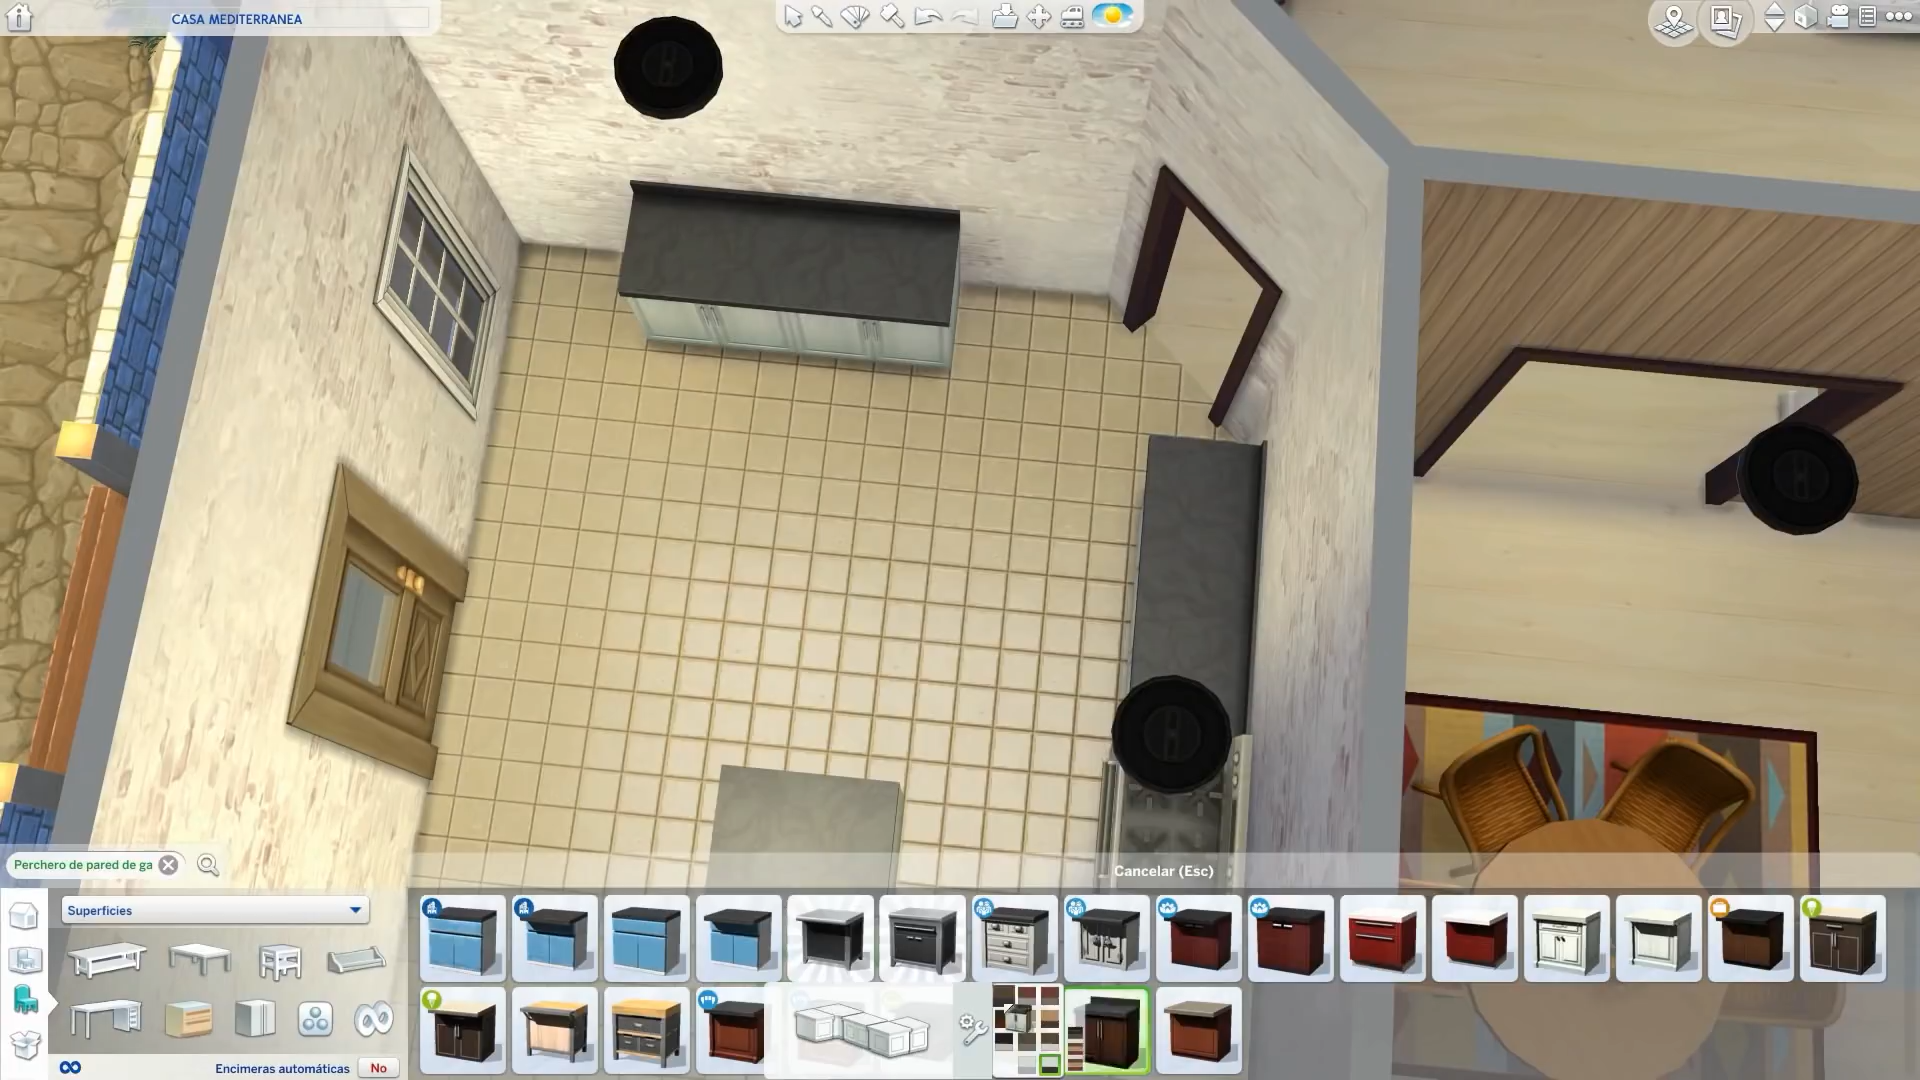 CASA MEDITERRANEA
Perchero de pared de ga
Cancelar (Esc)
Superficies
Encimeras automáticas No